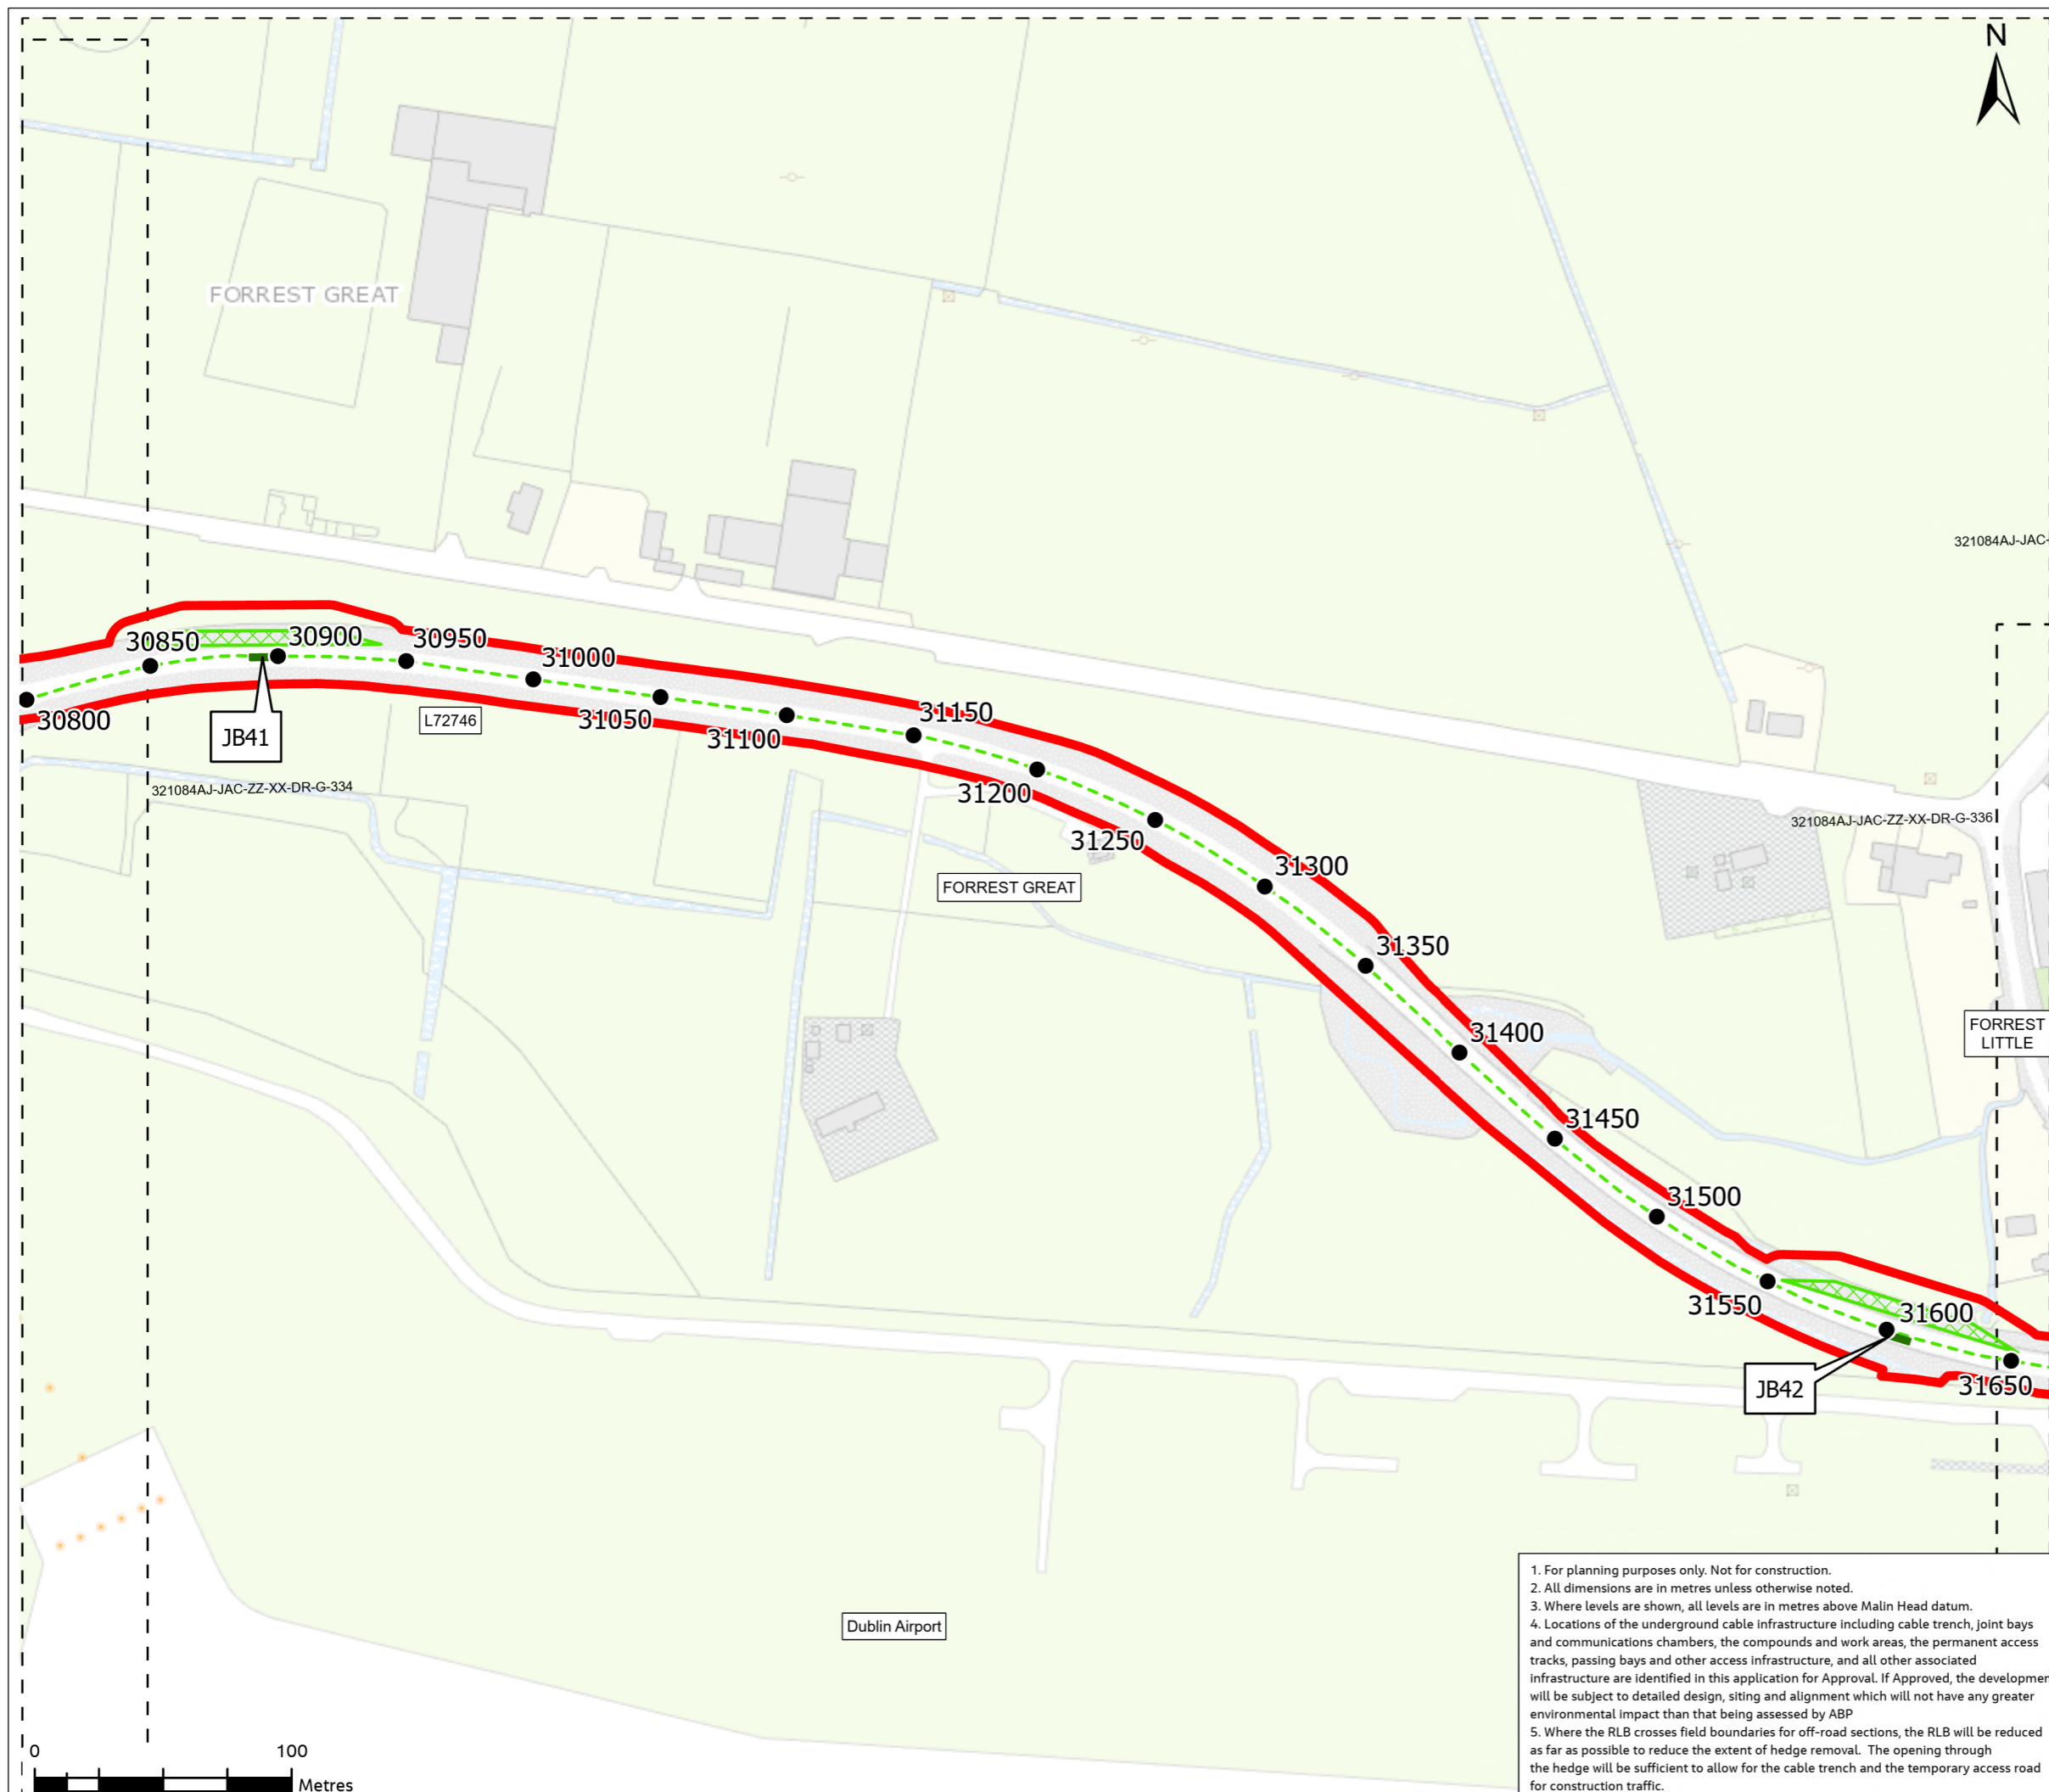 N
FORREST GREAT
321084AJ-JAC-
30850
30900
30950
31000
30800
JB41
L72746
31050
31100
31150
321084AJ-JAC-ZZ-XX-DR-G-334
31200
31250
321084AJ-JAC-ZZ-XX-DR-G-336
31300
FORREST GREAT
31350
31400
FORREST
LITTLE
31450
31500
31550
31600
JB42
31650
Dublin Airport
1. For planning purposes only. Not for construction.
2. All dimensions are in metres unless otherwise noted.
3. Where levels are shown, all levels are in metres above Malin Head datum.
4. Locations of the underground cable infrastructure including cable trench, joint bays
and communications chambers, the compounds and work areas, the permanent access
tracks, passing bays and other access infrastructure, and all other associated
infrastructure are identified in this application for Approval. If Approved, the developmen
will be subject to detailed design, siting and alignment which will not have any greater
environmental impact than that being assessed by ABP
5. Where the RLB crosses field boundaries for off-road sections, the RLB will be reduced
as far as possible to reduce the extent of hedge removal. The opening through
the hedge will be sufficient to allow for the cable trench and the temporary access road
for construction traffic.
0 100
Metres